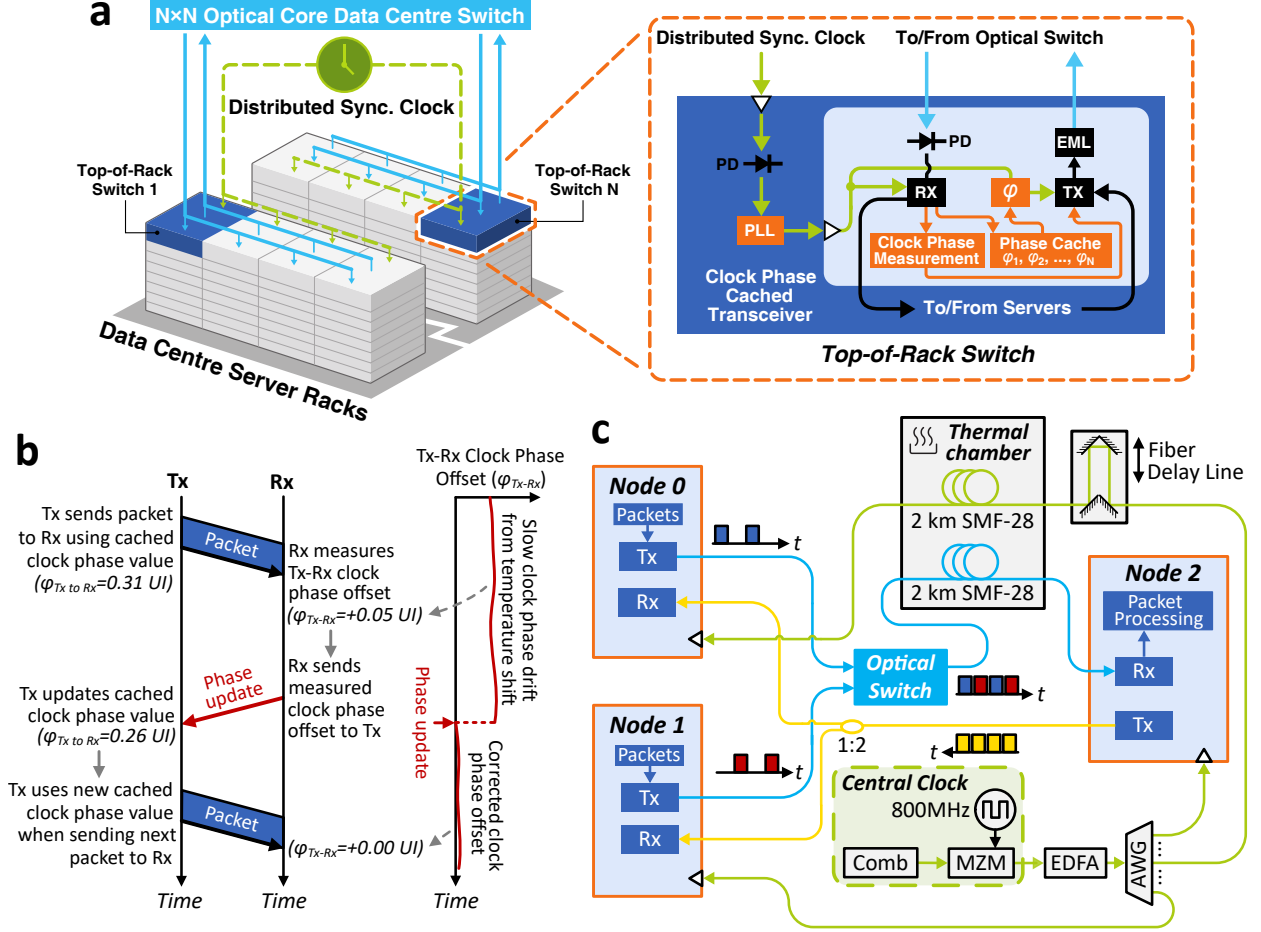 a
N×N Optical Core Data Centre Switch
Distributed Sync. Clock
Top-of-Rack
Switch 1
Top-of-Rack
Switch N
Data Centre Server Racks
Distributed Sync. Clock
To/From Optical Switch
PD
PD
EML
RX
φ
TX
PLL
Clock Phase
Measurement
Phase Cache
φ1, φ2, ..., φN
Clock Phase
Cached
Transceiver
To/From Servers
Top-of-Rack Switch
b
Tx
Rx
Tx sends packet
to Rx using cached
clock phase value
(φTx to Rx=0.31 UI)
Packet
Rx measures
Tx-Rx clock
phase offset
(φTx-Rx=+0.05 UI)
Rx sends
measured
clock phase
offset to Tx
Phase
update
Tx updates cached
clock phase value
(φTx to Rx=0.26 UI)
Tx uses new cached
clock phase value
when sending next
packet to Rx
Packet
(φTx-Rx=+0.00 UI)
Time
Time
Tx-Rx Clock Phase
Offset (φTx-Rx)
Slow clock phase drift
from temperature
shift
Phase update
Corrected clock
phase offset
Time
c
Node 0
Packets
Tx
Rx
t
Thermal
chamber
2 km SMF-28
2 km SMF-28
Fiber
Delay Line
Node 2
Packet
Processing
Rx
Tx
Optical
Switch
t
Node 1
Packets
Tx
Rx
t
1:2
t
Central Clock
800MHz
Comb
MZM
EDFA
AWG